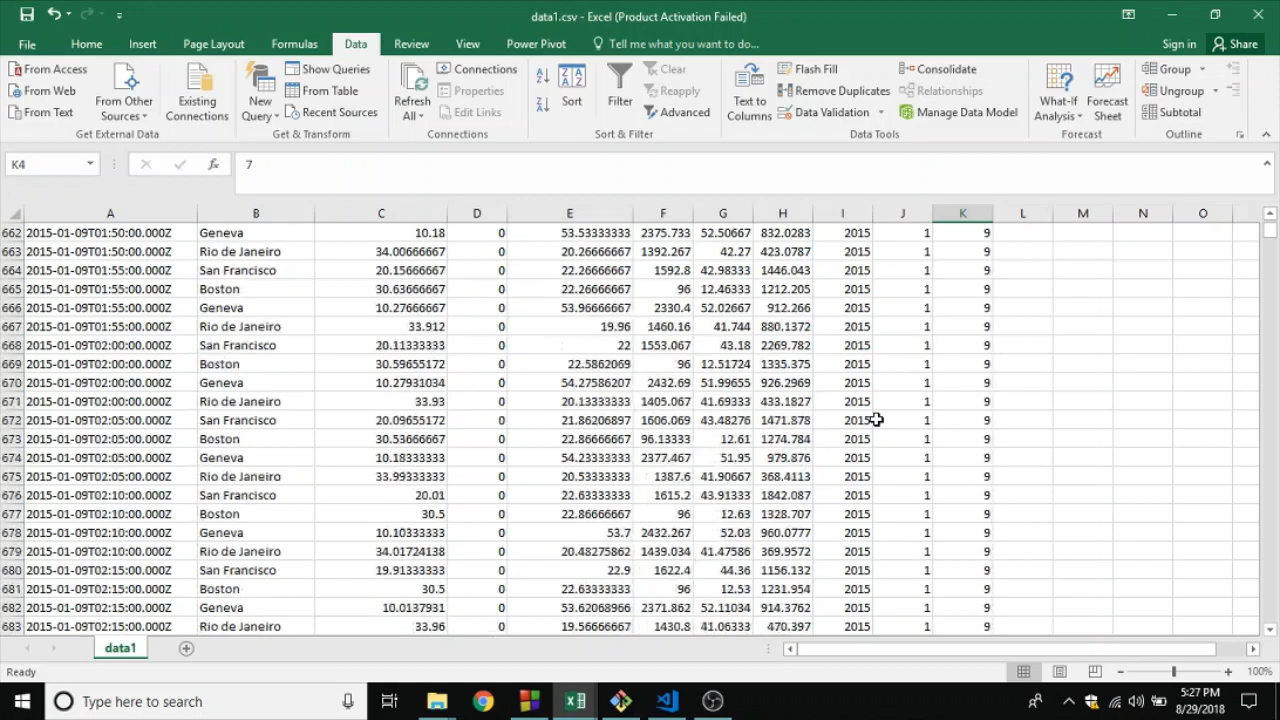 data1.csv - Excel (Product Activation Failed)
File Home Insert Page Layout Formulas Data Review View Power Pivot Tell me what you want to do... Sign in Share
From Access
From Web
From Text
From Other Sources
Existing Connections
Get External Data
New Query
Show Queries
From Table
Recent Sources
Get & Transform
Refresh All
Connections
Properties
Edit Links
Connections
Sort
Filter
Clear
Reapply
Advanced
Sort & Filter
Text to Columns
Flash Fill
Remove Duplicates
Data Validation
Consolidate
Relationships
Manage Data Model
Data Tools
What-If Analysis
Forecast Sheet
Forecast
Group
Ungroup
Subtotal
Outline
K4 fx 7
A B C D E F G H I J K L M N O
662 2015-01-09T01:50:00.000Z Geneva 10.18 0 53.53333333 2375.733 52.50667 832.0283 2015 1 9
663 2015-01-09T01:50:00.000Z Rio de Janeiro 34.00666667 0 20.26666667 1392.267 42.27 423.0787 2015 1 9
664 2015-01-09T01:55:00.000Z San Francisco 20.15666667 0 22.26666667 1592.8 42.98333 1446.043 2015 1 9
665 2015-01-09T01:55:00.000Z Boston 30.63666667 0 22.26666667 96 12.46333 1212.205 2015 1 9
666 2015-01-09T01:55:00.000Z Geneva 10.27666667 0 53.96666667 2330.4 52.02667 912.266 2015 1 9
667 2015-01-09T01:55:00.000Z Rio de Janeiro 33.912 0 19.96 1460.16 41.744 880.1372 2015 1 9
668 2015-01-09T02:00:00.000Z San Francisco 20.11333333 0 22 1553.067 43.18 2269.782 2015 1 9
669 2015-01-09T02:00:00.000Z Boston 30.59655172 0 22.5862069 96 12.51724 1335.375 2015 1 9
670 2015-01-09T02:00:00.000Z Geneva 10.27931034 0 54.27586207 2432.69 51.99655 926.2969 2015 1 9
671 2015-01-09T02:00:00.000Z Rio de Janeiro 33.93 0 20.13333333 1405.067 41.69333 433.1827 2015 1 9
672 2015-01-09T02:05:00.000Z San Francisco 20.09655172 0 21.86206897 1606.069 43.48276 1471.878 2015 1 9
673 2015-01-09T02:05:00.000Z Boston 30.53666667 0 22.86666667 96.13333 12.61 1274.784 2015 1 9
674 2015-01-09T02:05:00.000Z Geneva 10.18333333 0 54.23333333 2377.467 51.95 979.876 2015 1 9
675 2015-01-09T02:05:00.000Z Rio de Janeiro 33.99333333 0 20.53333333 1387.6 41.90667 368.4113 2015 1 9
676 2015-01-09T02:10:00.000Z San Francisco 20.01 0 22.63333333 1615.2 43.91333 1842.087 2015 1 9
677 2015-01-09T02:10:00.000Z Boston 30.5 0 22.86666667 96 12.63 1328.707 2015 1 9
678 2015-01-09T02:10:00.000Z Geneva 10.10333333 0 53.7 2432.267 52.03 960.0777 2015 1 9
679 2015-01-09T02:10:00.000Z Rio de Janeiro 34.01724138 0 20.48275862 1439.034 41.47586 369.9572 2015 1 9
680 2015-01-09T02:15:00.000Z San Francisco 19.91333333 0 22.9 1622.4 44.36 1156.132 2015 1 9
681 2015-01-09T02:15:00.000Z Boston 30.5 0 22.63333333 96 12.53 1231.954 2015 1 9
682 2015-01-09T02:15:00.000Z Geneva 10.0137931 0 53.62068966 2371.862 52.11034 914.3762 2015 1 9
683 2015-01-09T02:15:00.000Z Rio de Janeiro 33.96 0 19.56666667 1430.8 41.06333 470.397 2015 1 9
data1
Ready 100%
Type here to search
5:27 PM
8/29/2018